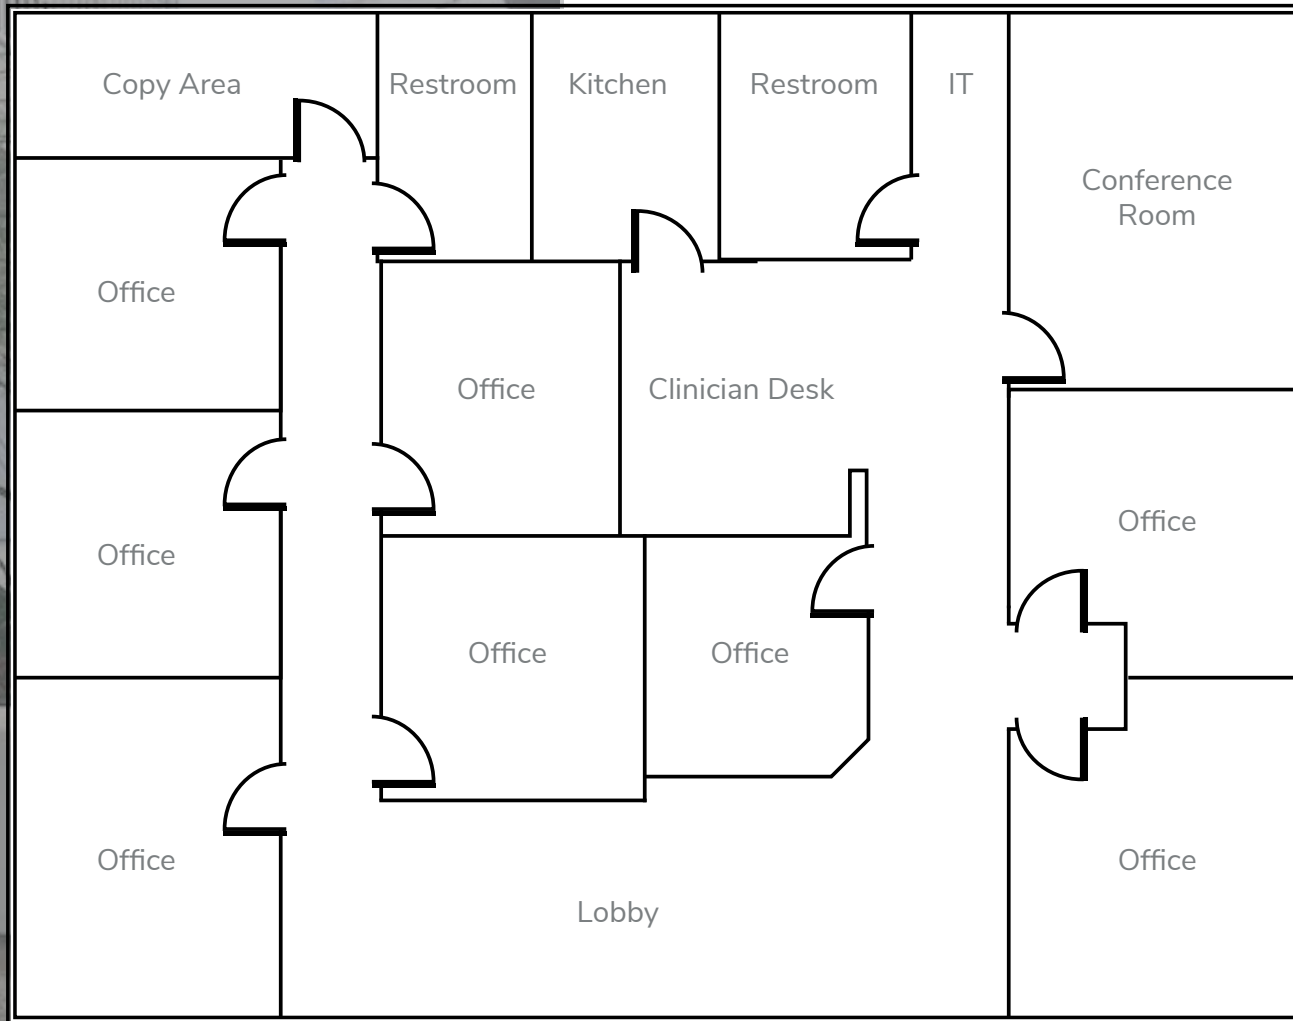 Copy Area
Restroom
Kitchen
Restroom
IT
Conference
Room
Office
Office
Clinician Desk
Office
Office
Office
Office
Office
Office
Lobby
Office